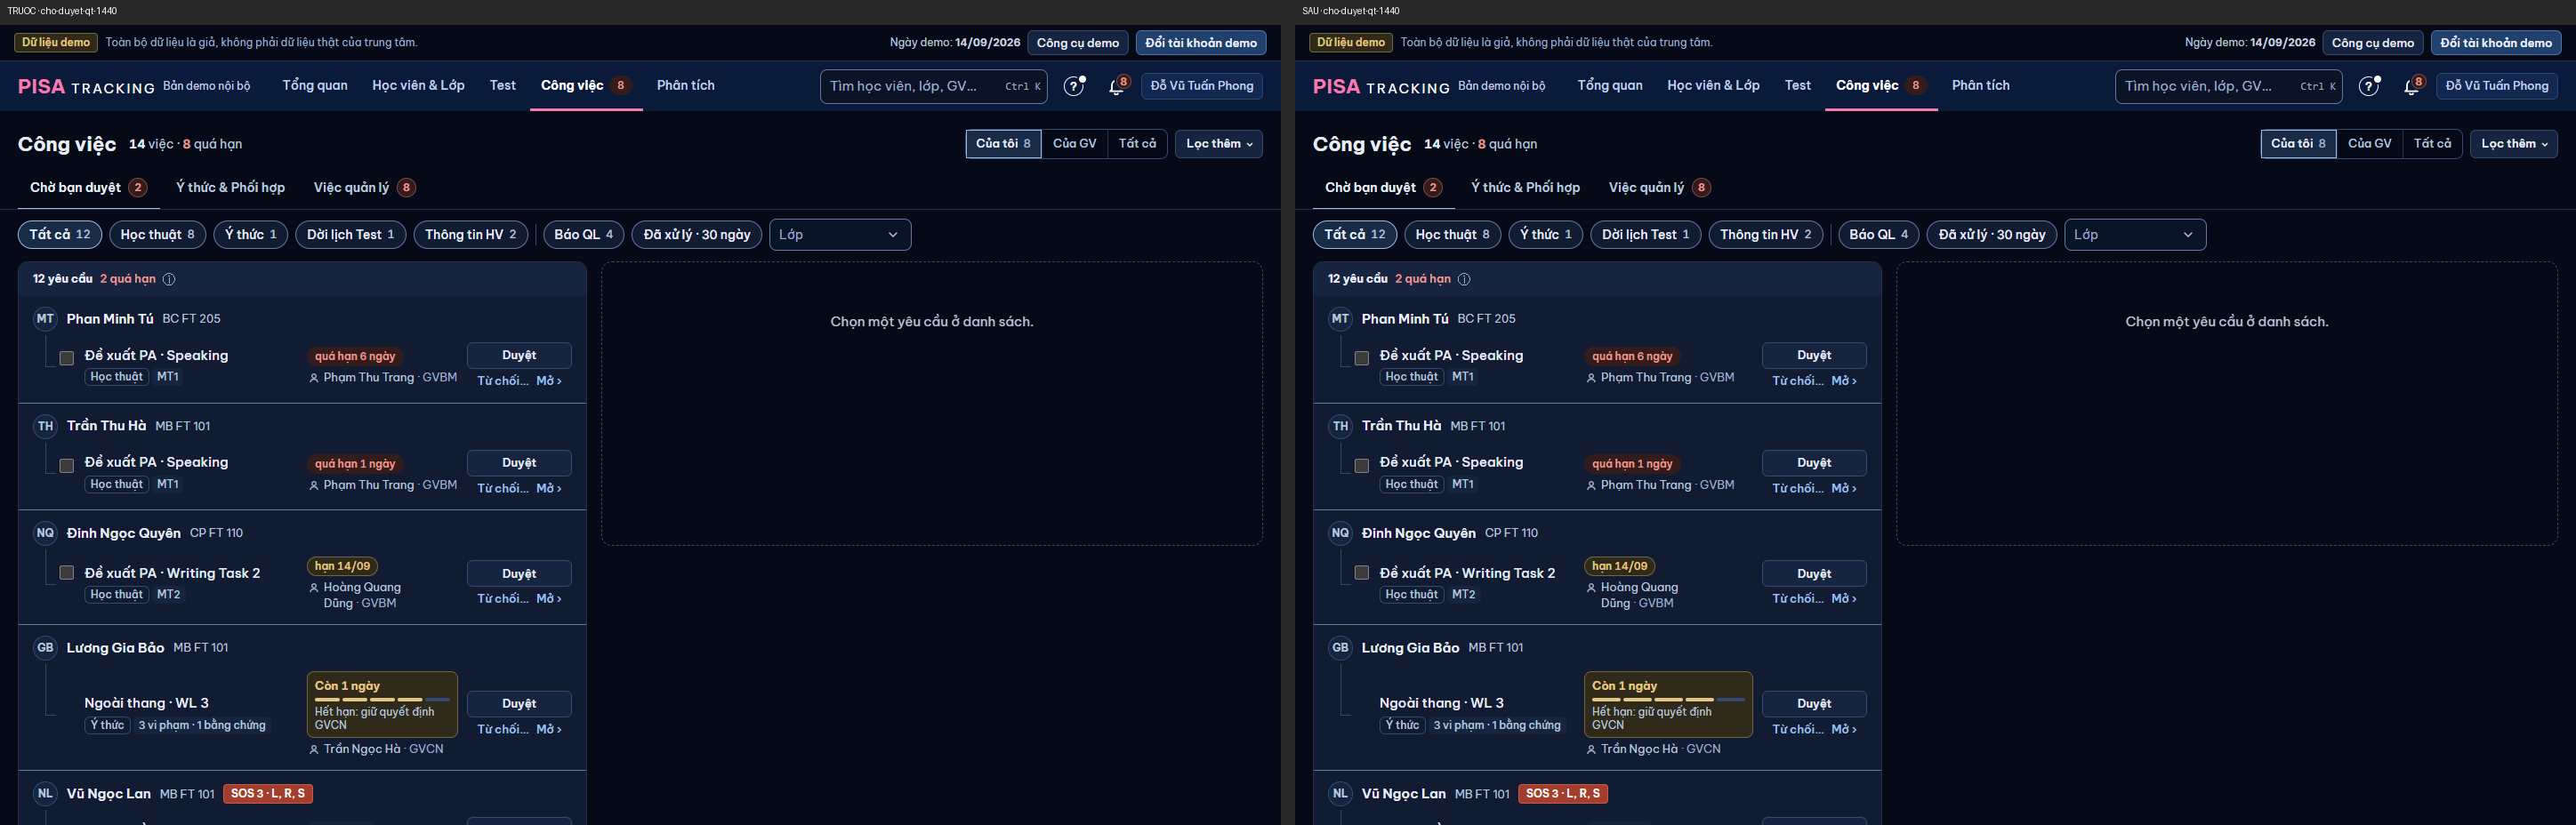 TRUOC · cho-duyet-qt-1440
Dữ liệu demo Toàn bộ dữ liệu là giả, không phải dữ liệu thật của trung tâm. Ngày demo: 14/09/2026 Công cụ demo Đổi tài khoản demo
PISA TRACKING Bản demo nội bộ Tổng quan Học viên & Lớp Test Công việc 8 Phân tích Tìm học viên, lớp, GV... Ctrl K ? 8 Đỗ Vũ Tuấn Phong
Công việc 14 việc · 8 quá hạn Của tôi 8 Của GV Tất cả Lọc thêm
Chờ bạn duyệt 2 Ý thức & Phối hợp Việc quản lý 8
Tất cả 12 Học thuật 8 Ý thức 1 Dời lịch Test 1 Thông tin HV 2 Báo QL 4 Đã xử lý · 30 ngày Lớp
12 yêu cầu 2 quá hạn
Chọn một yêu cầu ở danh sách.
MT Phan Minh Tú BC FT 205
Đề xuất PA · Speaking quá hạn 6 ngày Duyệt
Học thuật MT1 Phạm Thu Trang · GVBM Từ chối... Mở ›
TH Trần Thu Hà MB FT 101
Đề xuất PA · Speaking quá hạn 1 ngày Duyệt
Học thuật MT1 Phạm Thu Trang · GVBM Từ chối... Mở ›
NQ Đinh Ngọc Quyên CP FT 110
hạn 14/09
Đề xuất PA · Writing Task 2 Duyệt
Học thuật MT2 Hoàng Quang Dũng · GVBM Từ chối... Mở ›
GB Lương Gia Bảo MB FT 101
Còn 1 ngày
Ngoài thang · WL 3 Hết hạn: giữ quyết định GVCN Duyệt
Ý thức 3 vi phạm · 1 bằng chứng Từ chối... Mở ›
Trần Ngọc Hà · GVCN
NL Vũ Ngọc Lan MB FT 101 SOS 3 · L, R, S
SAU · cho-duyet-qt-1440
Dữ liệu demo Toàn bộ dữ liệu là giả, không phải dữ liệu thật của trung tâm. Ngày demo: 14/09/2026 Công cụ demo Đổi tài khoản demo
PISA TRACKING Bản demo nội bộ Tổng quan Học viên & Lớp Test Công việc 8 Phân tích Tìm học viên, lớp, GV... Ctrl K ? 8 Đỗ Vũ Tuấn Phong
Công việc 14 việc · 8 quá hạn Của tôi 8 Của GV Tất cả Lọc thêm
Chờ bạn duyệt 2 Ý thức & Phối hợp Việc quản lý 8
Tất cả 12 Học thuật 8 Ý thức 1 Dời lịch Test 1 Thông tin HV 2 Báo QL 4 Đã xử lý · 30 ngày Lớp
12 yêu cầu 2 quá hạn
Chọn một yêu cầu ở danh sách.
MT Phan Minh Tú BC FT 205
Đề xuất PA · Speaking quá hạn 6 ngày Duyệt
Học thuật MT1 Phạm Thu Trang · GVBM Từ chối... Mở ›
TH Trần Thu Hà MB FT 101
Đề xuất PA · Speaking quá hạn 1 ngày Duyệt
Học thuật MT1 Phạm Thu Trang · GVBM Từ chối... Mở ›
NQ Đinh Ngọc Quyên CP FT 110
hạn 14/09
Đề xuất PA · Writing Task 2 Duyệt
Học thuật MT2 Hoàng Quang Dũng · GVBM Từ chối... Mở ›
GB Lương Gia Bảo MB FT 101
Còn 1 ngày
Ngoài thang · WL 3 Hết hạn: giữ quyết định GVCN Duyệt
Ý thức 3 vi phạm · 1 bằng chứng Từ chối... Mở ›
Trần Ngọc Hà · GVCN
NL Vũ Ngọc Lan MB FT 101 SOS 3 · L, R, S